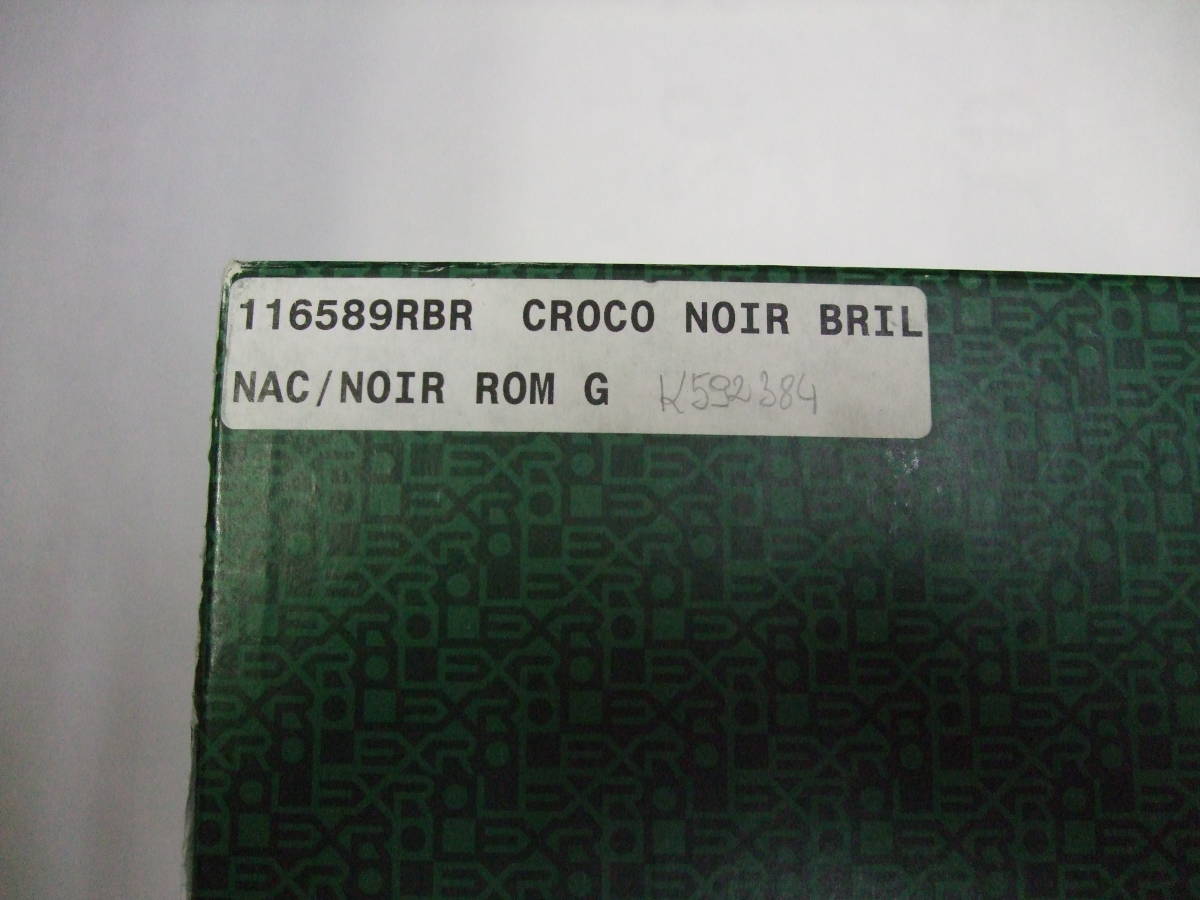 116589RBR CROCO NOIR BRIL
NAC/NOIR ROM G K592384